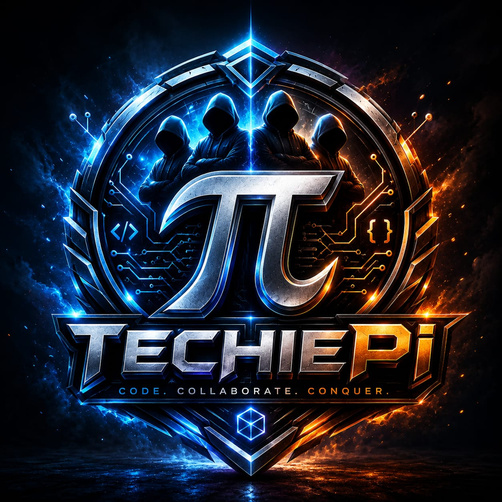 </> {}
π
TECHIEPi
CODE. COLLABORATE. CONQUER.